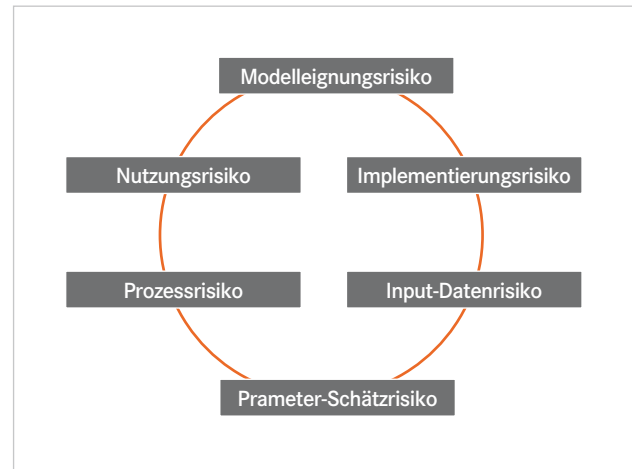 Modelleignungsrisiko
Nutzungsrisiko
Implementierungsrisiko
Prozessrisiko
Input-Datenrisiko
Prameter-Schätzrisiko